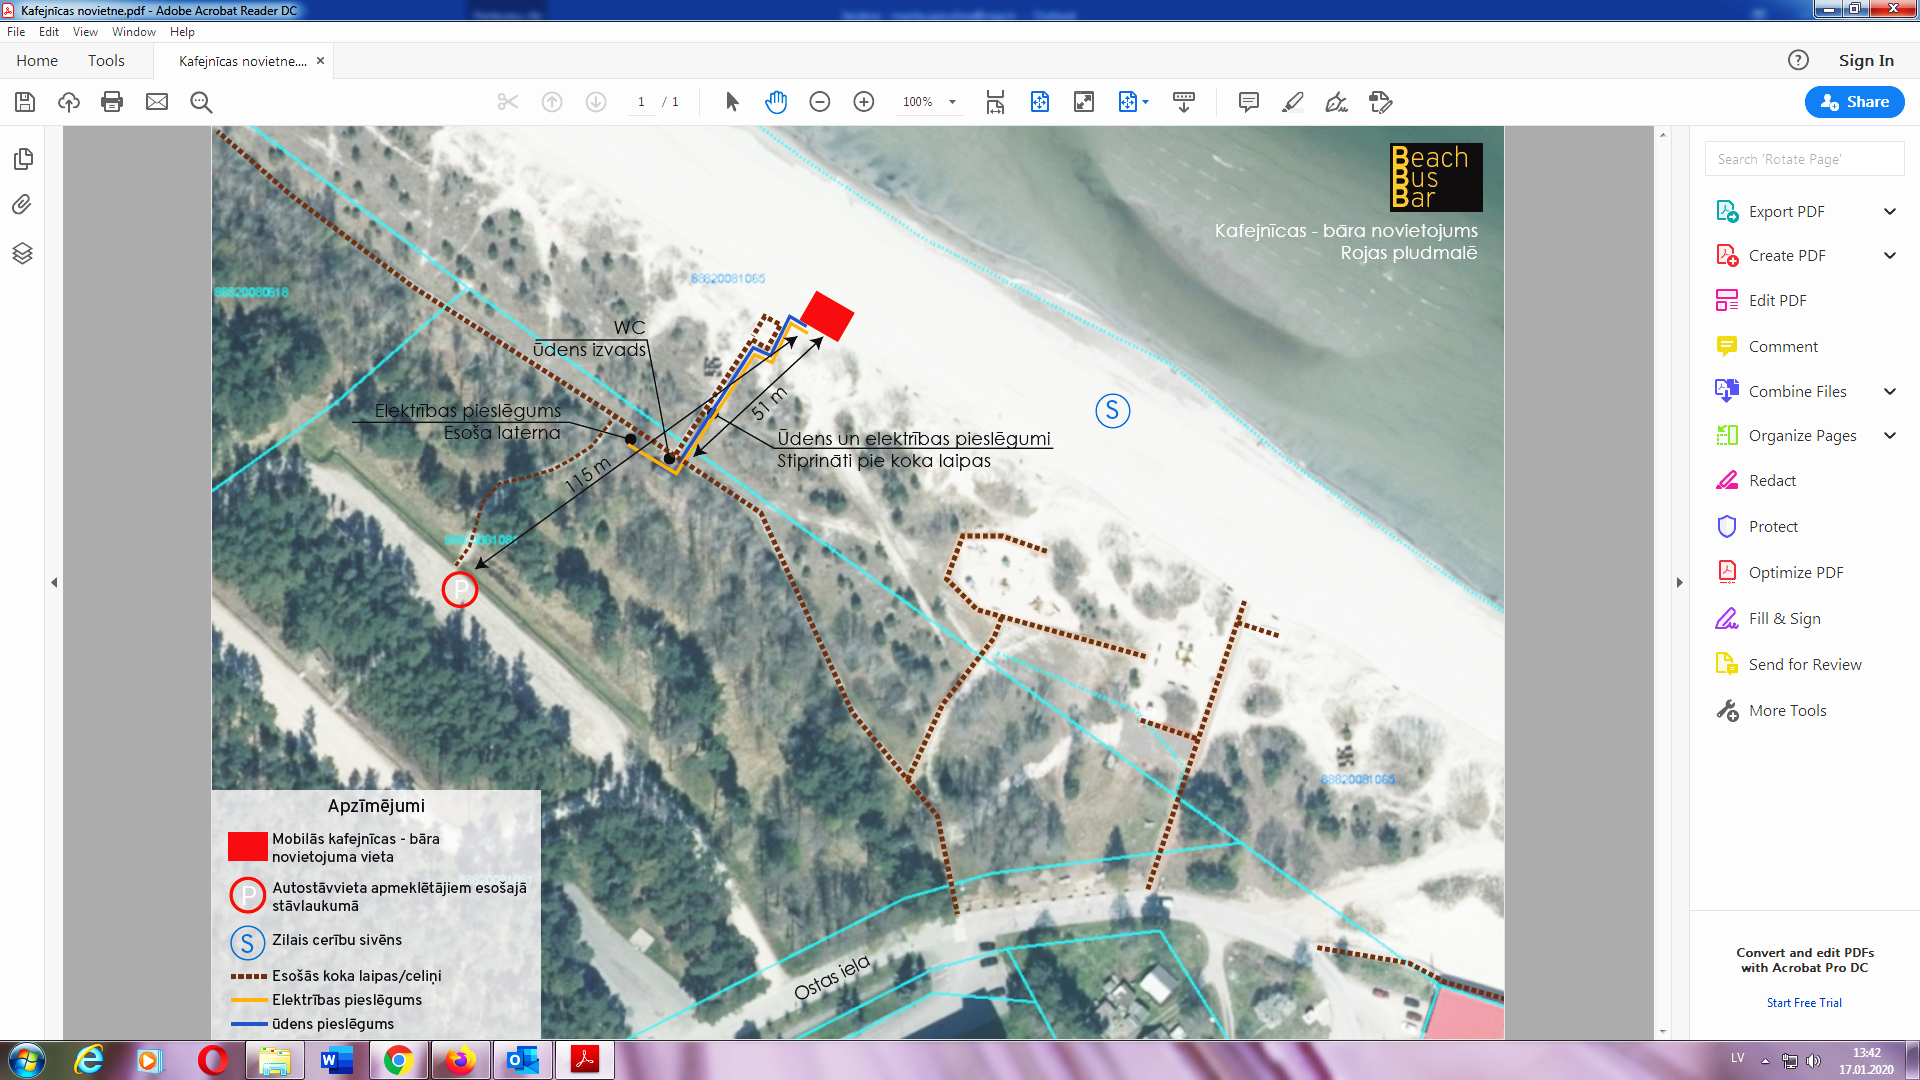 Kafejnīcas novietne.pdf - Adobe Acrobat Reader DC
File Edit View Window Help
Home Tools Kafejnīcas novietne.... ×
Sign In
1 / 1
100%
Share
Beach
Bus
Bar
Kafejnīcas - bāra novietojums
Rojas pludmalē
88820081065
88820080618
WC
ūdens izvads
51 m
Elektrības pieslēgums
Esoša laterna
Ūdens un elektrības pieslēgumi
Stiprināti pie koka laipas
S
115 m
P
88820081065
Ostas iela
Apzīmējumi
Mobilās kafejnīcas - bāra
novietojuma vieta
P Autostāvvieta apmeklētājiem esošajā
stāvlaukumā
S Zilais cerību sivēns
Esošās koka laipas/celiņi
Elektrības pieslēgums
ūdens pieslēgums
Search 'Rotate Page'
Export PDF
Create PDF
Edit PDF
Comment
Combine Files
Organize Pages
Redact
Protect
Optimize PDF
Fill & Sign
Send for Review
More Tools
Convert and edit PDFs
with Acrobat Pro DC
Start Free Trial
LV
13:42
17.01.2020